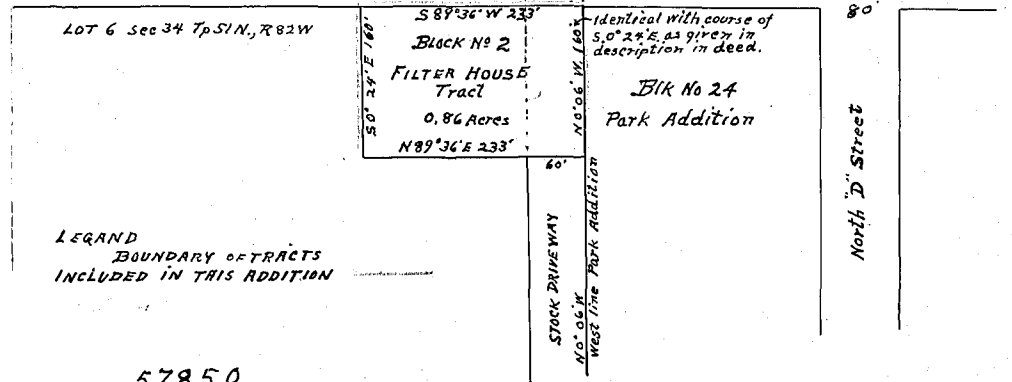 LOT 6 Sec 34 Tp 51 N., R 82 W
S 89° 36' W 233'
S 0° 24' E 160'
BLOCK Nº 2
FILTER HOUSE
Tract
0,86 Acres
N 89° 36' E 233'
N 0° 06' W 160'
Identical with course of
S, 0° 24' E, as given in
description in deed.
Blk No 24
Park Addition
80'
North "D" Street
60'
STOCK DRIVEWAY
N 0° 06' W
West line Park Addition
LEGAND
BOUNDARY OF TRACTS
INCLUDED IN THIS ADDITION
57850